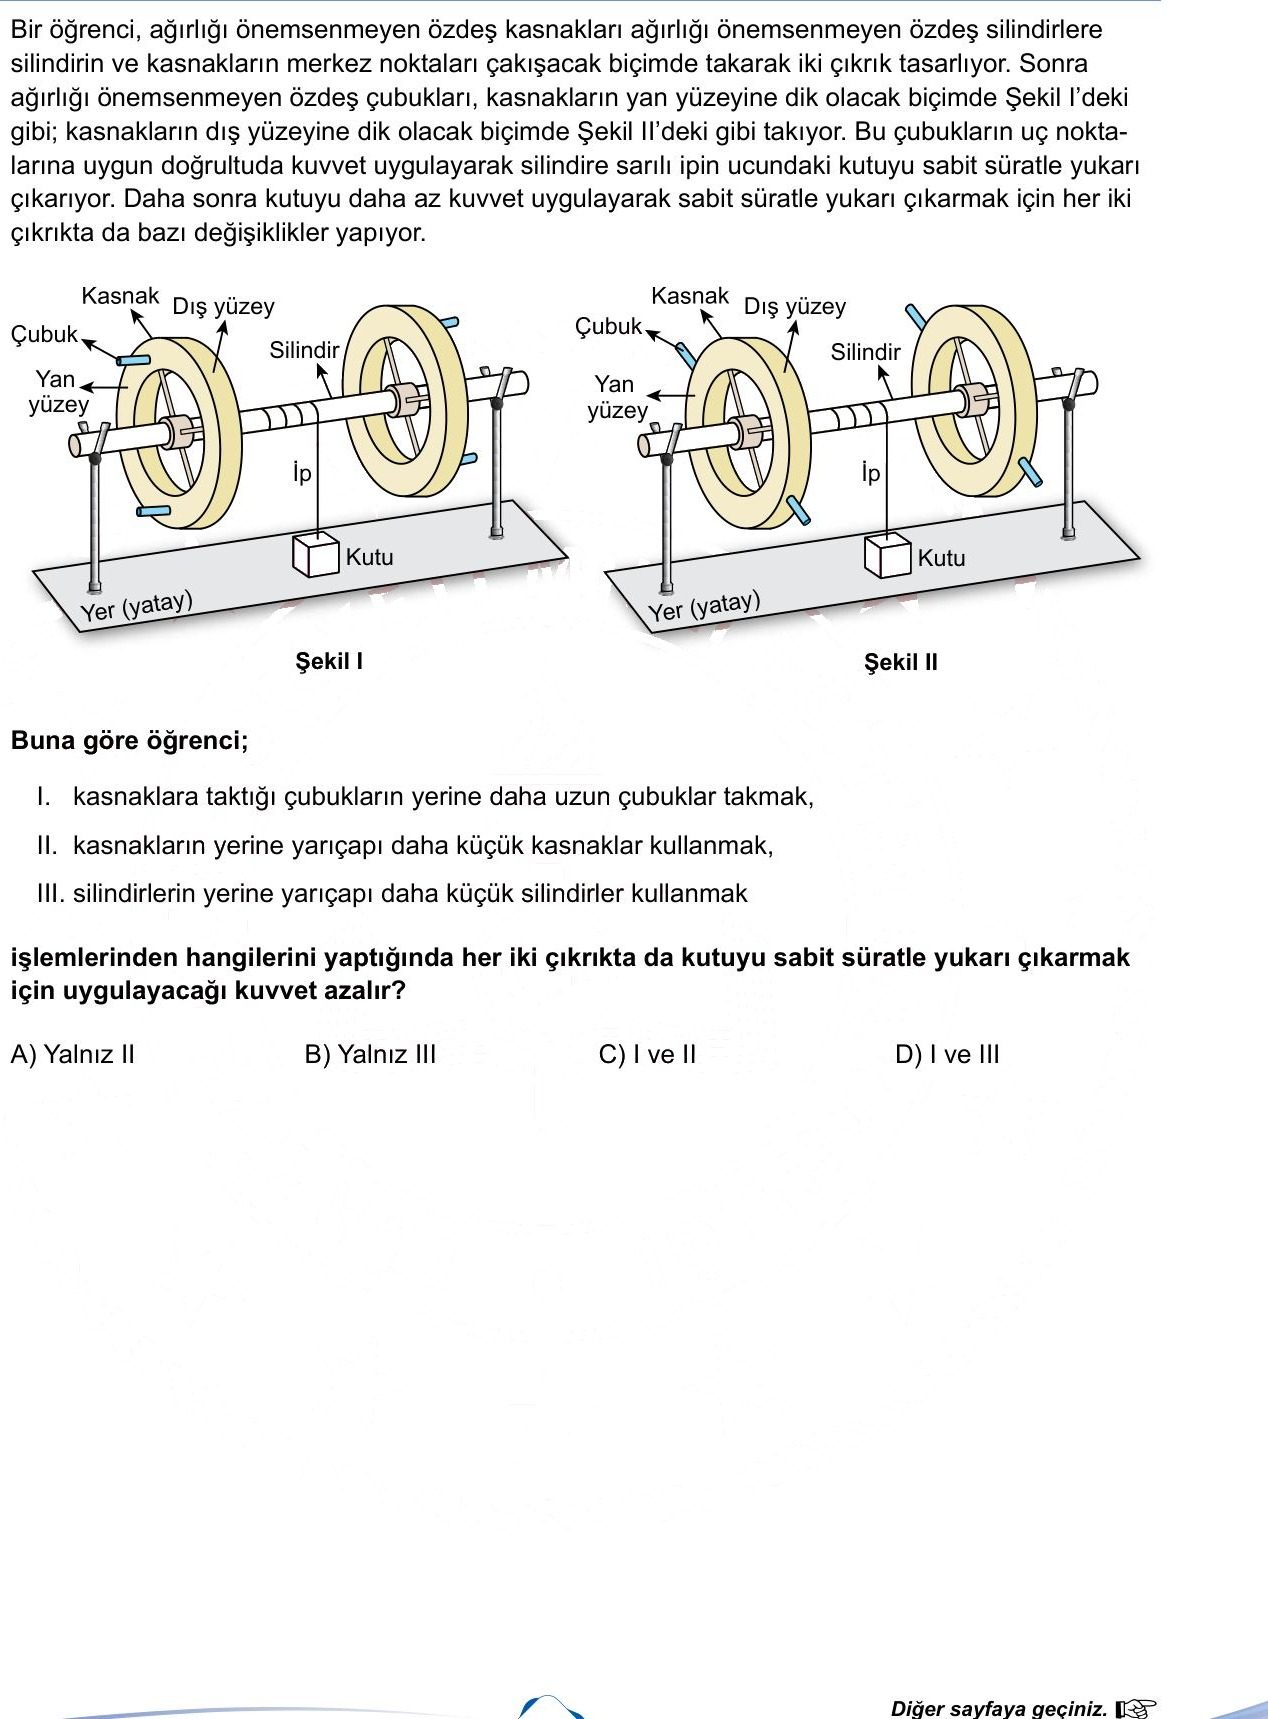 Bir öğrenci, ağırlığı önemsenmeyen özdeş kasnakları ağırlığı önemsenmeyen özdeş silindirlere
silindirin ve kasnakların merkez noktaları çakışacak biçimde takarak iki çıkrık tasarlıyor. Sonra
ağırlığı önemsenmeyen özdeş çubukları, kasnakların yan yüzeyine dik olacak biçimde Şekil I'deki
gibi; kasnakların dış yüzeyine dik olacak biçimde Şekil II'deki gibi takıyor. Bu çubukların uç nokta-
larına uygun doğrultuda kuvvet uygulayarak silindire sarılı ipin ucundaki kutuyu sabit süratle yukarı
çıkarıyor. Daha sonra kutuyu daha az kuvvet uygulayarak sabit süratle yukarı çıkarmak için her iki
çıkrıkta da bazı değişiklikler yapıyor.
Kasnak
Dış yüzey
Çubuk
Silindir
Yan
yüzey
İp
Kutu
Yer (yatay)
Şekil I
Kasnak
Dış yüzey
Çubuk
Silindir
Yan
yüzey
İp
Kutu
Yer (yatay)
Şekil II
Buna göre öğrenci;
I. kasnaklara taktığı çubukların yerine daha uzun çubuklar takmak,
II. kasnakların yerine yarıçapı daha küçük kasnaklar kullanmak,
III. silindirlerin yerine yarıçapı daha küçük silindirler kullanmak
işlemlerinden hangilerini yaptığında her iki çıkrıkta da kutuyu sabit süratle yukarı çıkarmak
için uygulayacağı kuvvet azalır?
A) Yalnız II
B) Yalnız III
C) I ve II
D) I ve III
Diğer sayfaya geçiniz.